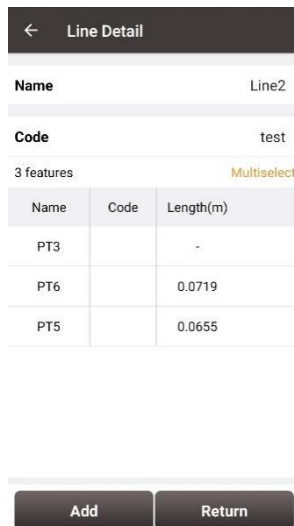 Line Detail
Name Line2
Code test
3 features Multiselect
Name Code Length(m)
PT3 -
PT6 0.0719
PT5 0.0655
Add Return